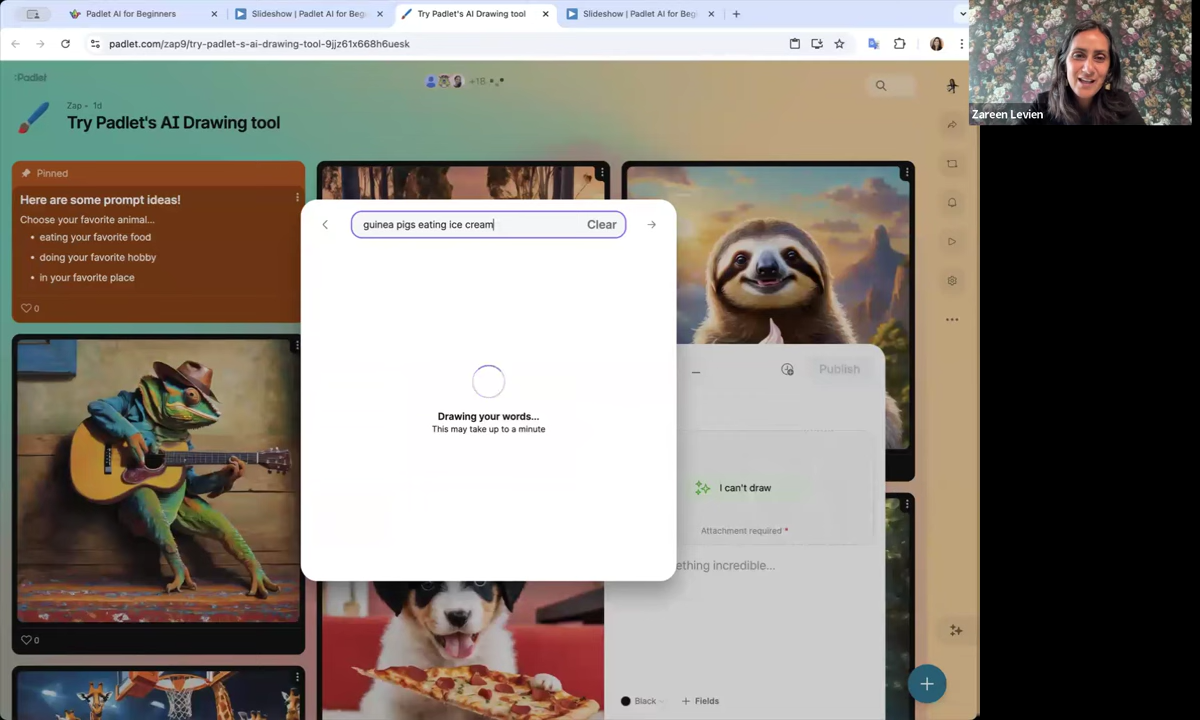 Padlet AI for Beginners
Slideshow | Padlet AI for Beg
Try Padlet's AI Drawing tool
Slideshow | Padlet AI for Beg
padlet.com/zap9/try-padlet-s-ai-drawing-tool-9jjz61x668h6uesk
:Padlet
+18
Zap • 1d
Try Padlet's AI Drawing tool
Zareen Levien
Pinned
Here are some prompt ideas!
Choose your favorite animal...
• eating your favorite food
• doing your favorite hobby
• in your favorite place
0
guinea pigs eating ice cream
Clear
Drawing your words...
This may take up to a minute
Publish
I can't draw
Attachment required *
ething incredible...
0
Black
+ Fields